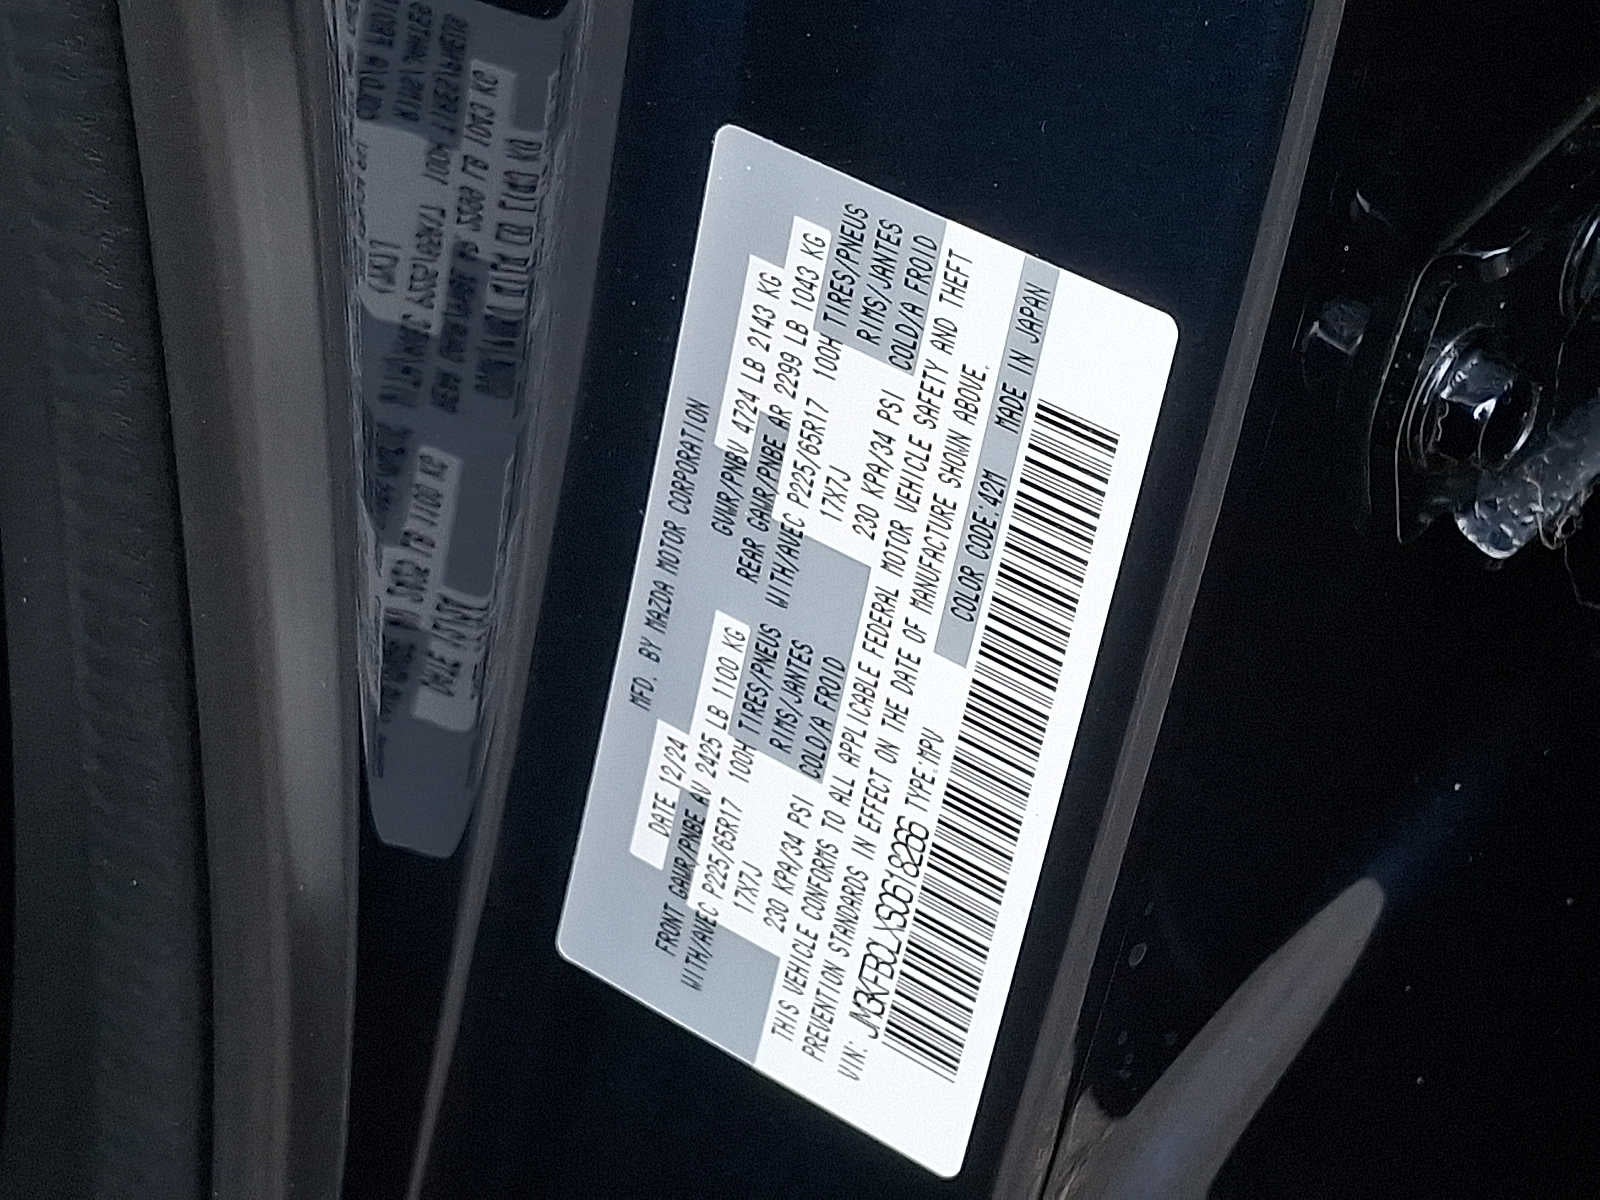 MFD. BY MAZDA MOTOR CORPORATION
DATE 12/24 GVWR/PNBV 4724 LB 2143 KG
FRONT GAWR/PNBE AV 2425 LB 1100 KG REAR GAWR/PNBE AR 2299 LB 1043 KG
WITH/AVEC P225/65R17 100H TIRES/PNEUS WITH/AVEC P225/65R17 100H TIRES/PNEUS
17X7J RIMS/JANTES 17X7J RIMS/JANTES
230 KPA/34 PSI COLD/A FROID 230 KPA/34 PSI COLD/A FROID
THIS VEHICLE CONFORMS TO ALL APPLICABLE FEDERAL MOTOR VEHICLE SAFETY AND THEFT
PREVENTION STANDARDS IN EFFECT ON THE DATE OF MANUFACTURE SHOWN ABOVE.
VIN: JM3KFBCLXS0618266 TYPE:MPV COLOR CODE:42M MADE IN JAPAN